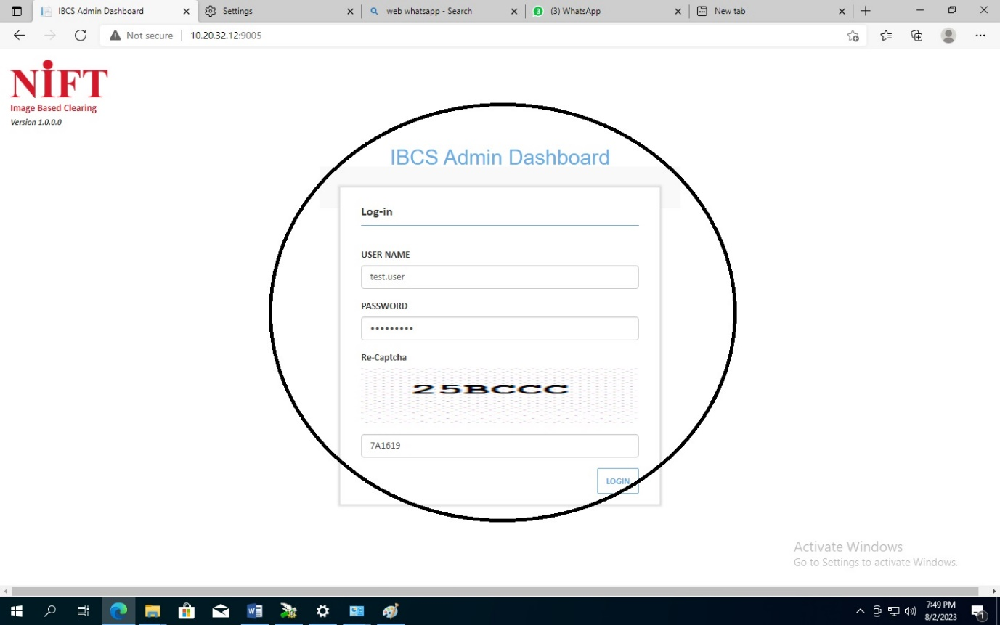 IBCS Admin Dashboard
Settings
web whatsapp - Search
(3) WhatsApp
New tab
Not secure
10.20.32.12:9005
NIFT
Image Based Clearing
Version 1.0.0.0
IBCS Admin Dashboard
Log-in
USER NAME
test.user
PASSWORD
•••••••••
Re-Captcha
25BCCC
7A1619
LOGIN
Activate Windows
Go to Settings to activate Windows.
7:49 PM
8/2/2023
1